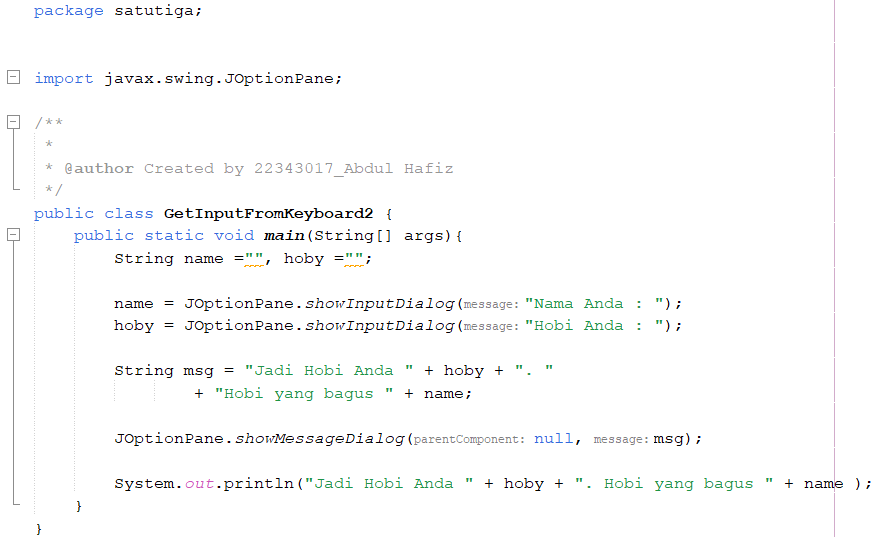 package satutiga;
import javax.swing.JOptionPane;
/**
*
* @author Created by 22343017_Abdul Hafiz
*/
public class GetInputFromKeyboard2 {
public static void main(String[] args){
String name ="", hoby ="";
name = JOptionPane.showInputDialog(message: "Nama Anda : ");
hoby = JOptionPane.showInputDialog(message: "Hobi Anda : ");
String msg = "Jadi Hobi Anda " + hoby + ". "
+ "Hobi yang bagus " + name;
JOptionPane.showMessageDialog(parentComponent: null, message: msg);
System.out.println("Jadi Hobi Anda " + hoby + ". Hobi yang bagus " + name );
}
}